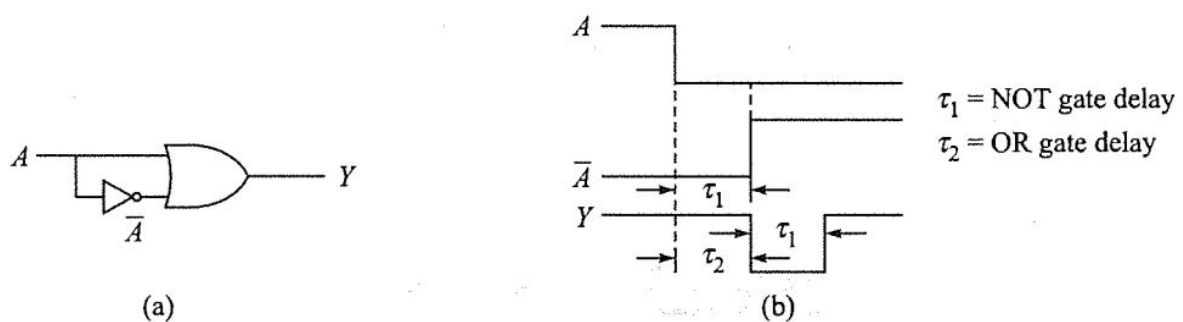 A
Y
A̅
(a)
A
τ₁ = NOT gate delay
τ₂ = OR gate delay
A̅
τ₁
Y
τ₁
τ₂
(b)